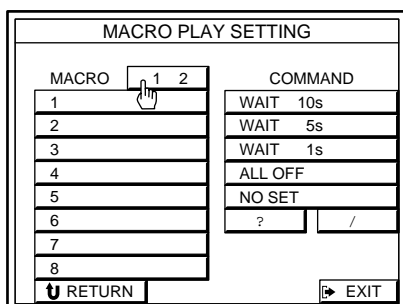 MACRO PLAY SETTING
MACRO 1 2
1
2
3
4
5
6
7
8
COMMAND
WAIT 10s
WAIT 5s
WAIT 1s
ALL OFF
NO SET
? /
RETURN
EXIT